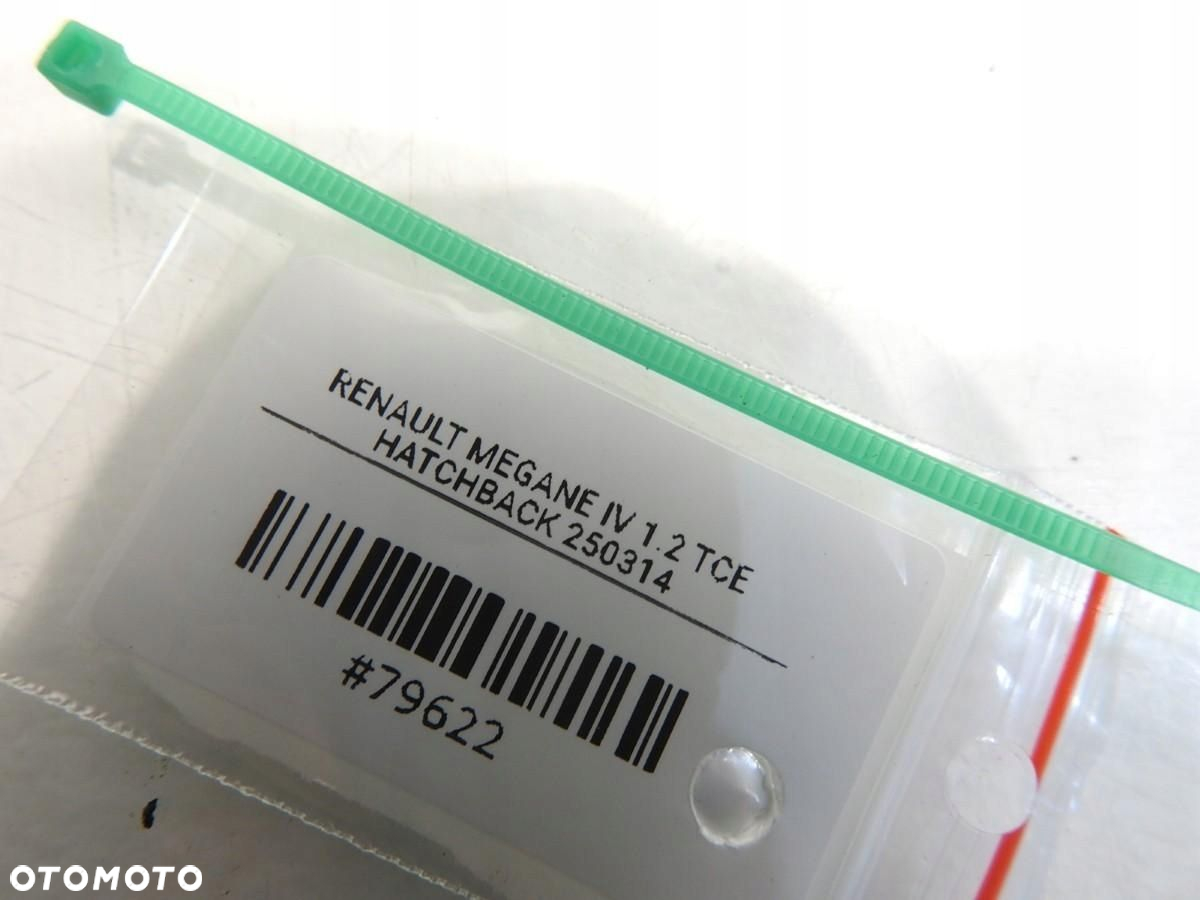 RENAULT MEGANE IV 1.2 TCE
HATCHBACK 250314
#79622
OTOMOTO